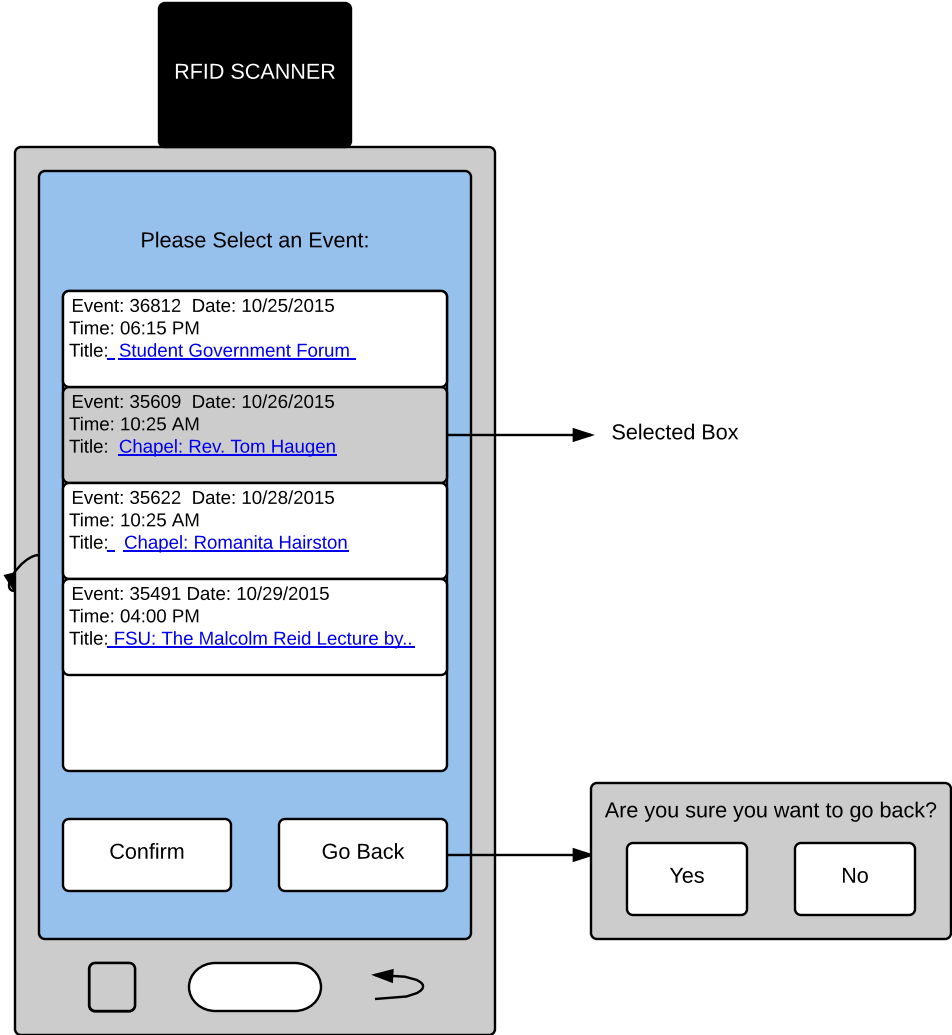 RFID SCANNER
Please Select an Event:
Event: 36812  Date: 10/25/2015
Time: 06:15 PM
Title:  Student Government Forum
Event: 35609  Date: 10/26/2015
Time: 10:25 AM
Title:  Chapel: Rev. Tom Haugen
Selected Box
Event: 35622  Date: 10/28/2015
Time: 10:25 AM
Title:  Chapel: Romanita Hairston
Event: 35491 Date: 10/29/2015
Time: 04:00 PM
Title: FSU: The Malcolm Reid Lecture by..
Confirm
Go Back
Are you sure you want to go back?
Yes
No